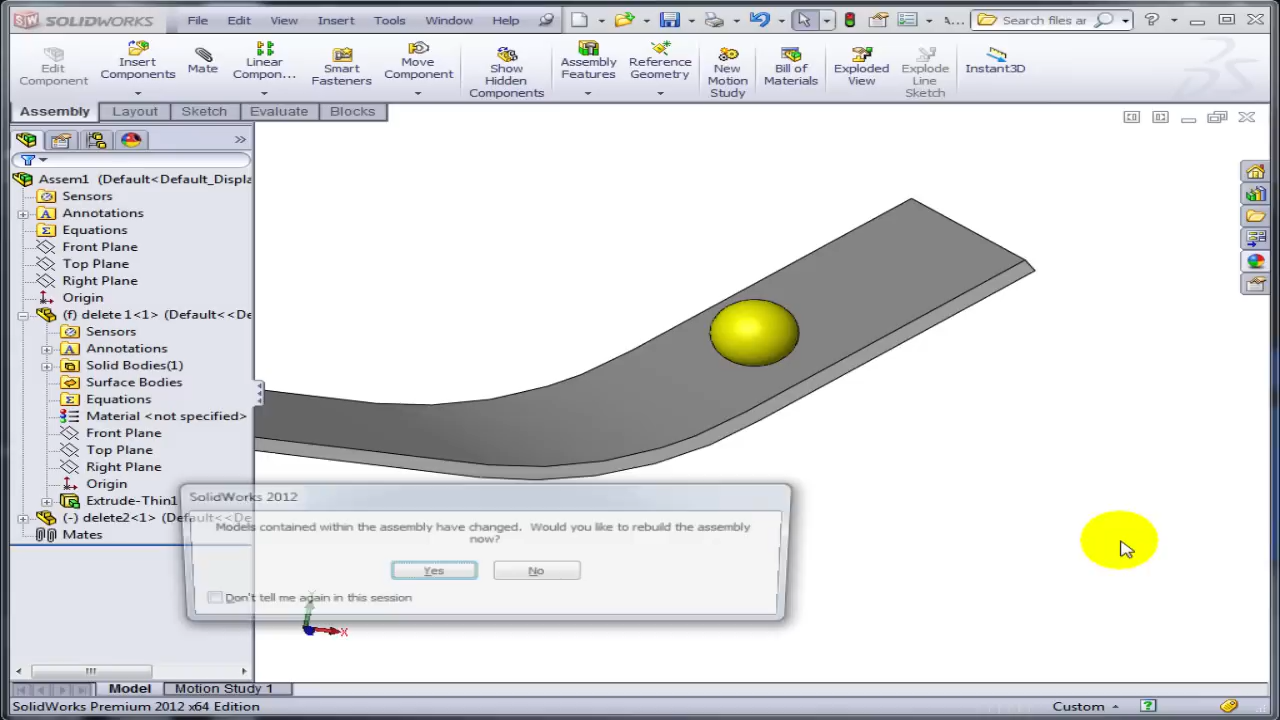 SOLIDWORKS File Edit View Insert Tools Window Help A... Search files ar
Edit Component
Insert Components
Mate
Linear Compon...
Smart Fasteners
Move Component
Show Hidden Components
Assembly Features
Reference Geometry
New Motion Study
Bill of Materials
Exploded View
Explode Line Sketch
Instant3D
Assembly Layout Sketch Evaluate Blocks
Assem1 (Default<Default_Displa
Sensors
Annotations
Equations
Front Plane
Top Plane
Right Plane
Origin
(f) delete1<1> (Default<<De
Sensors
Annotations
Solid Bodies(1)
Surface Bodies
Equations
Material <not specified>
Front Plane
Top Plane
Right Plane
Origin
Extrude-Thin1
(-) delete2<1> (Default<<De
Mates
SolidWorks 2012
Models contained within the assembly have changed. Would you like to rebuild the assembly
now?
Yes No
Don't tell me again in this session
Y
X
Model Motion Study 1
SolidWorks Premium 2012 x64 Edition Custom